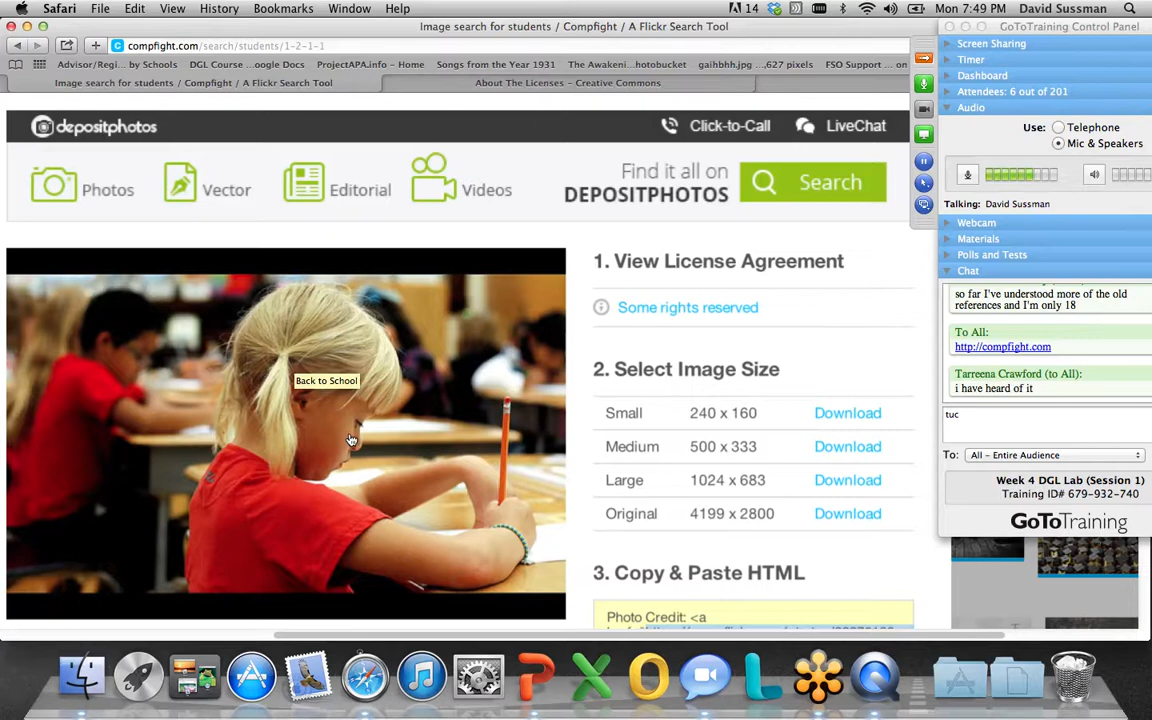 Safari File Edit View History Bookmarks Window Help
14
Mon 7:49 PM David Sussman
Image search for students / Compfight / A Flickr Search Tool
GoToTraining Control Panel
compfight.com/search/students/1-2-1-1
Advisor/Regi... by Schools DGL Course ...oogle Docs ProjectAPA.info - Home Songs from the Year 1931 The Awakeni...hotobucket gaihbhh.jpg ...,627 pixels FSO Support ... on
Image search for students / Compfight / A Flickr Search Tool
About The Licenses - Creative Commons
depositphotos
Click-to-Call LiveChat
Photos Vector Editorial Videos
Find it all on
DEPOSITPHOTOS
Search
Back to School
1. View License Agreement
Some rights reserved
2. Select Image Size
Small 240 x 160 Download
Medium 500 x 333 Download
Large 1024 x 683 Download
Original 4199 x 2800 Download
3. Copy & Paste HTML
Photo Credit: <a
Screen Sharing
Timer
Dashboard
Attendees: 6 out of 201
Audio
Use: Telephone
Mic & Speakers
Talking: David Sussman
Webcam
Materials
Polls and Tests
Chat
so far I've understood more of the old
references and I'm only 18
To All:
http://compfight.com
Tarreena Crawford (to All):
i have heard of it
tuc
To: All - Entire Audience
Week 4 DGL Lab (Session 1)
Training ID# 679-932-740
GoToTraining